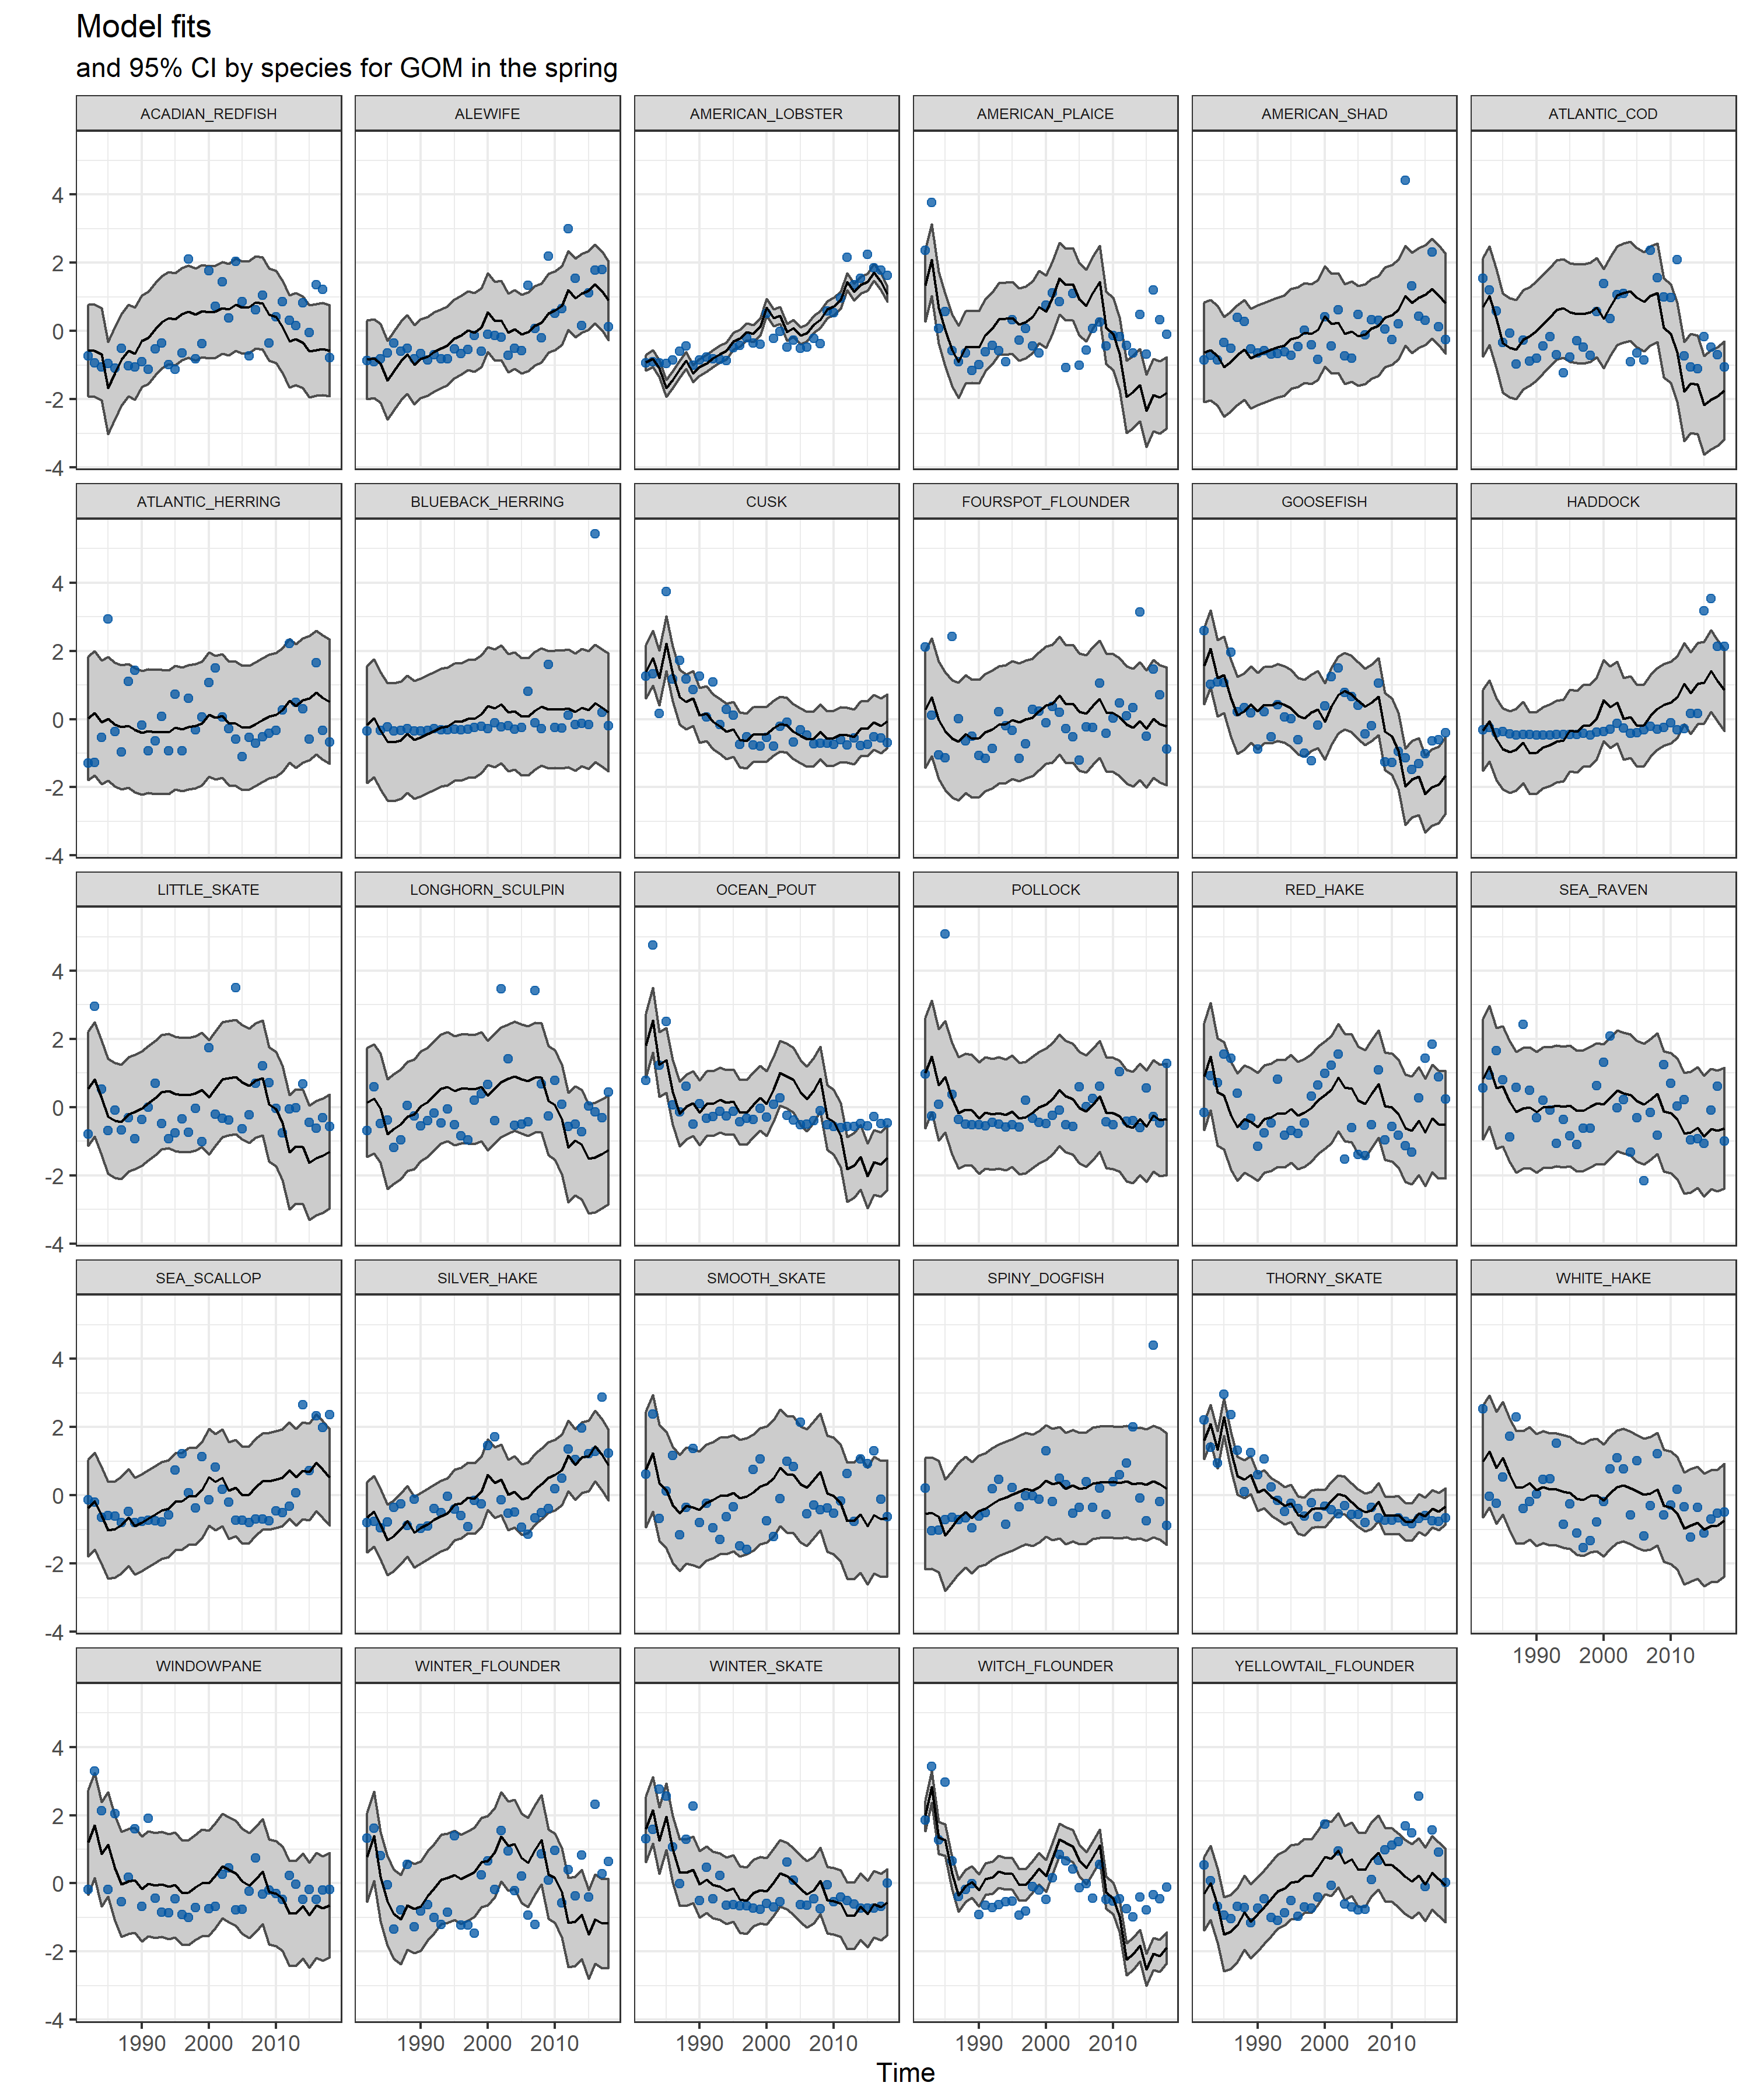 Model fits
and 95% CI by species for GOM in the spring
ACADIAN_REDFISH ALEWIFE AMERICAN_LOBSTER AMERICAN_PLAICE AMERICAN_SHAD ATLANTIC_COD
4
2
0
-2
-4
ATLANTIC_HERRING BLUEBACK_HERRING CUSK FOURSPOT_FLOUNDER GOOSEFISH HADDOCK
4
2
0
-2
-4
LITTLE_SKATE LONGHORN_SCULPIN OCEAN_POUT POLLOCK RED_HAKE SEA_RAVEN
4
2
0
-2
-4
SEA_SCALLOP SILVER_HAKE SMOOTH_SKATE SPINY_DOGFISH THORNY_SKATE WHITE_HAKE
4
2
0
-2
-4
1990 2000 2010
WINDOWPANE WINTER_FLOUNDER WINTER_SKATE WITCH_FLOUNDER YELLOWTAIL_FLOUNDER
4
2
0
-2
-4
1990 2000 2010 1990 2000 2010 1990 2000 2010 1990 2000 2010 1990 2000 2010
Time